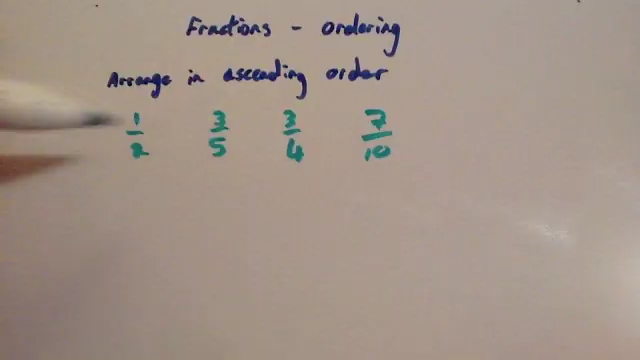 Fractions - ordering
Arrange in ascending order
1/2 3/5 3/4 7/10